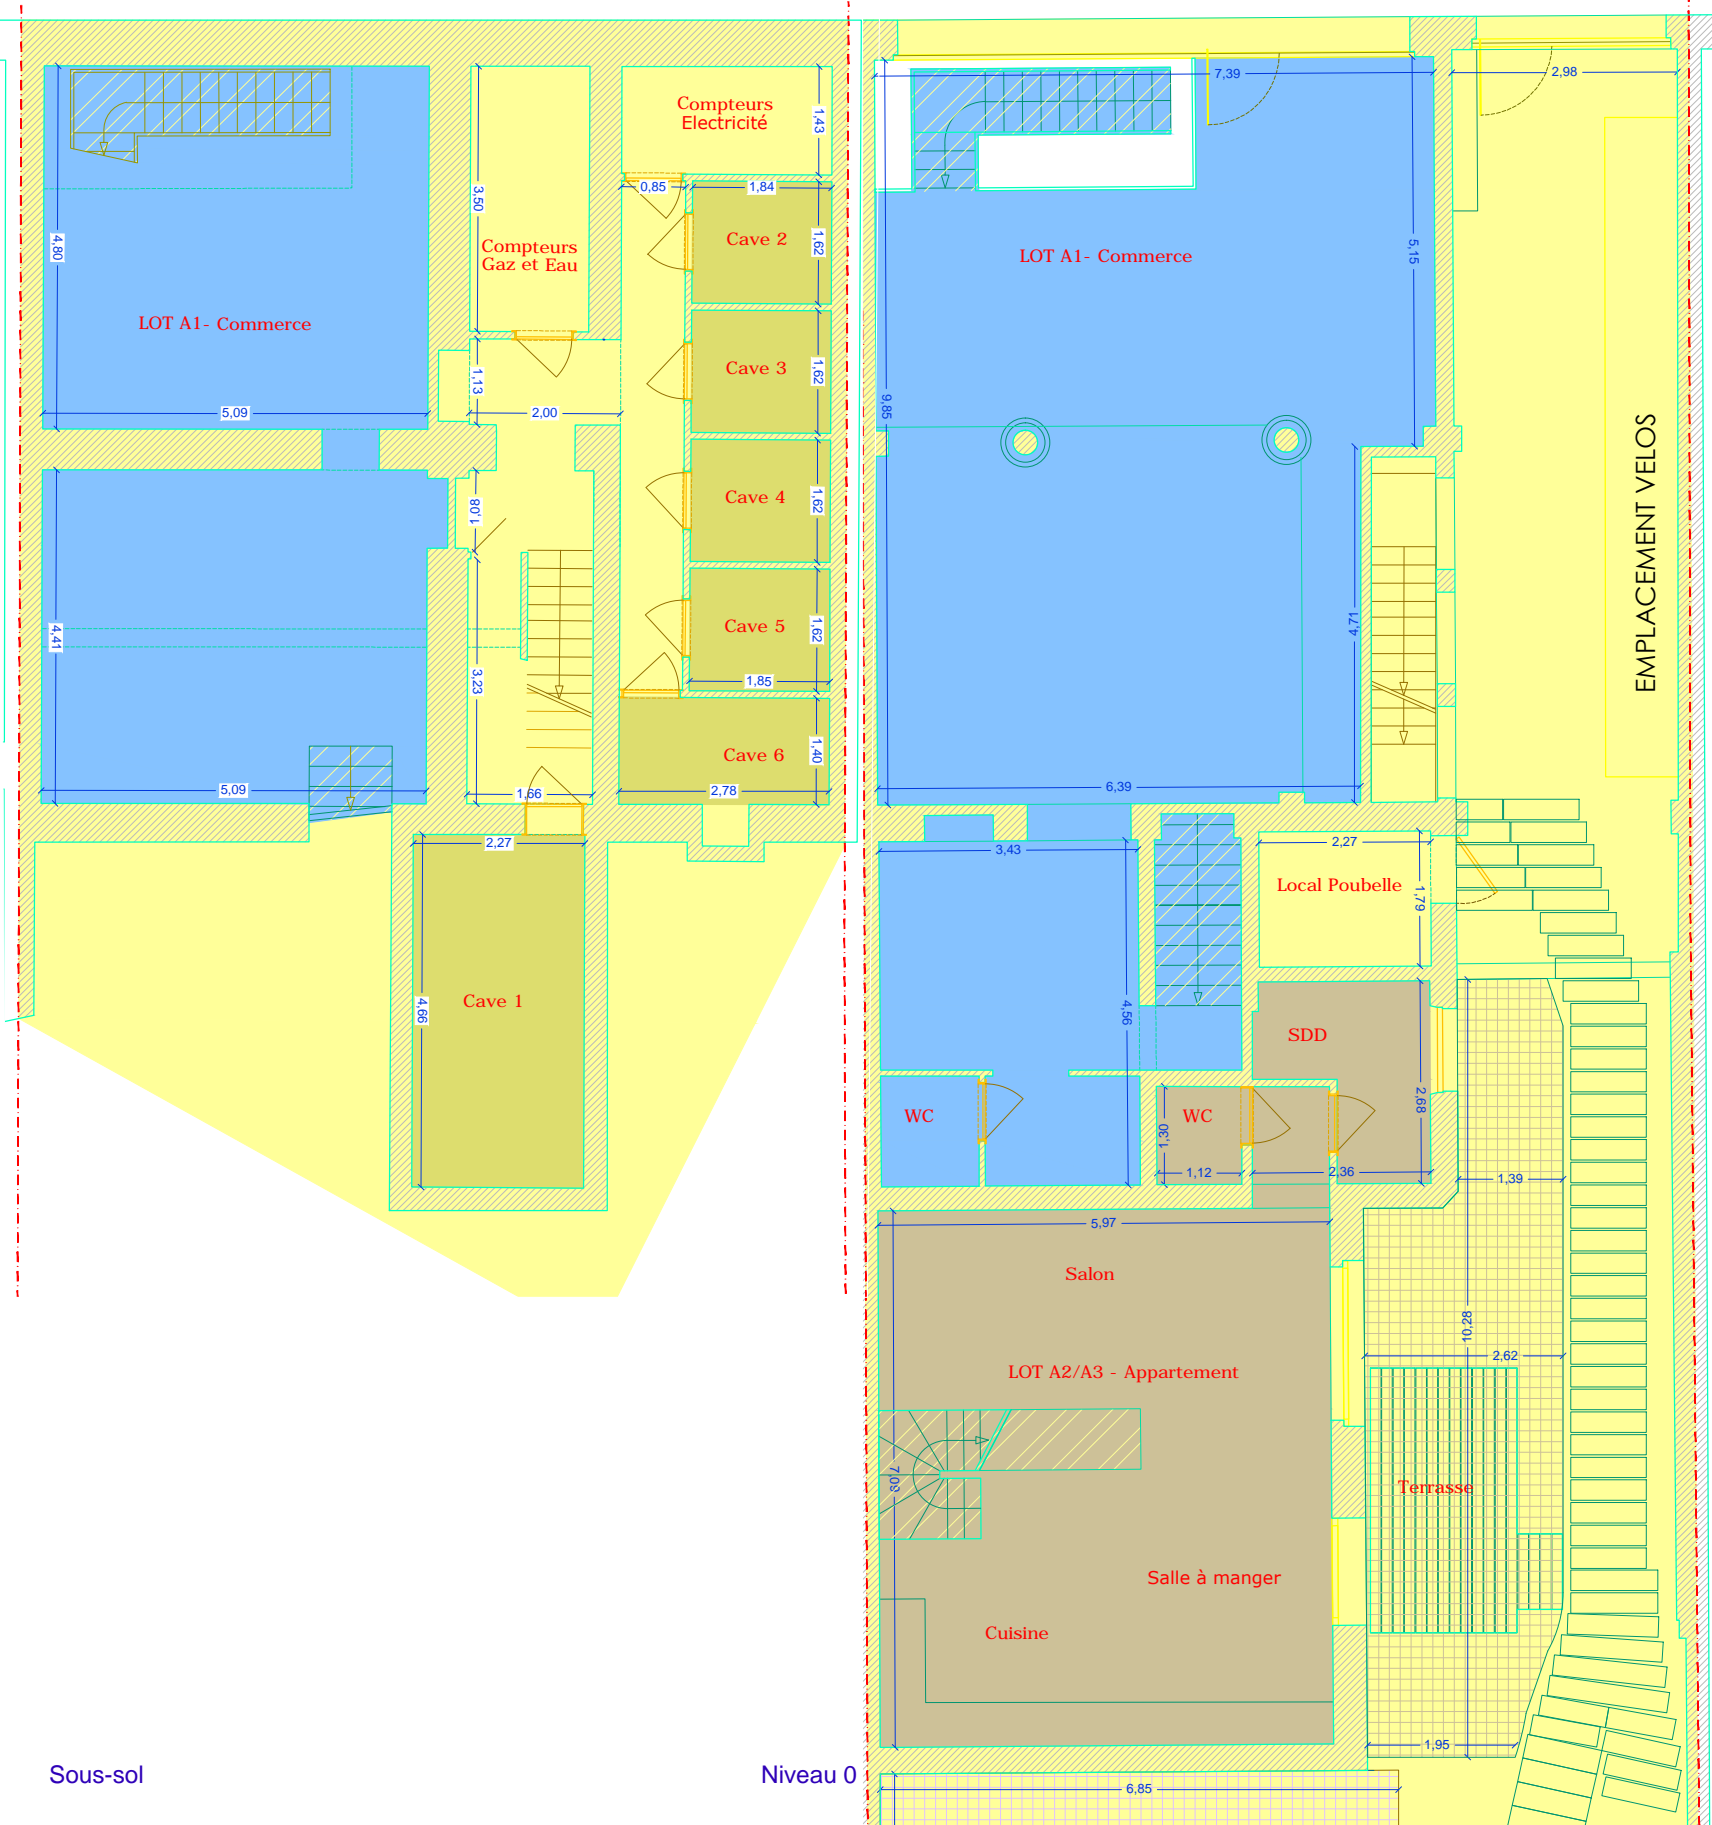 Compteurs
Electricité
1,43
3,50
0,85
1,84
Compteurs
Gaz et Eau
4,80
Cave 2
1,62
LOT A1- Commerce
Cave 3
1,62
1,13
5,09
2,00
Cave 4
1,62
1,08
4,41
Cave 5
1,62
3,23
1,85
Cave 6
1,40
5,09
1,66
2,78
2,27
Cave 1
4,66
Sous-sol
7,39
2,98
LOT A1- Commerce
5,15
9,85
EMPLACEMENT VELOS
4,71
6,39
3,43
2,27
Local Poubelle
1,79
4,56
SDD
2,68
WC
WC
1,30
1,12
2,36
1,39
5,97
Salon
10,28
2,62
LOT A2/A3 - Appartement
7,08
Terrasse
Salle à manger
Cuisine
1,95
Niveau 0
6,85